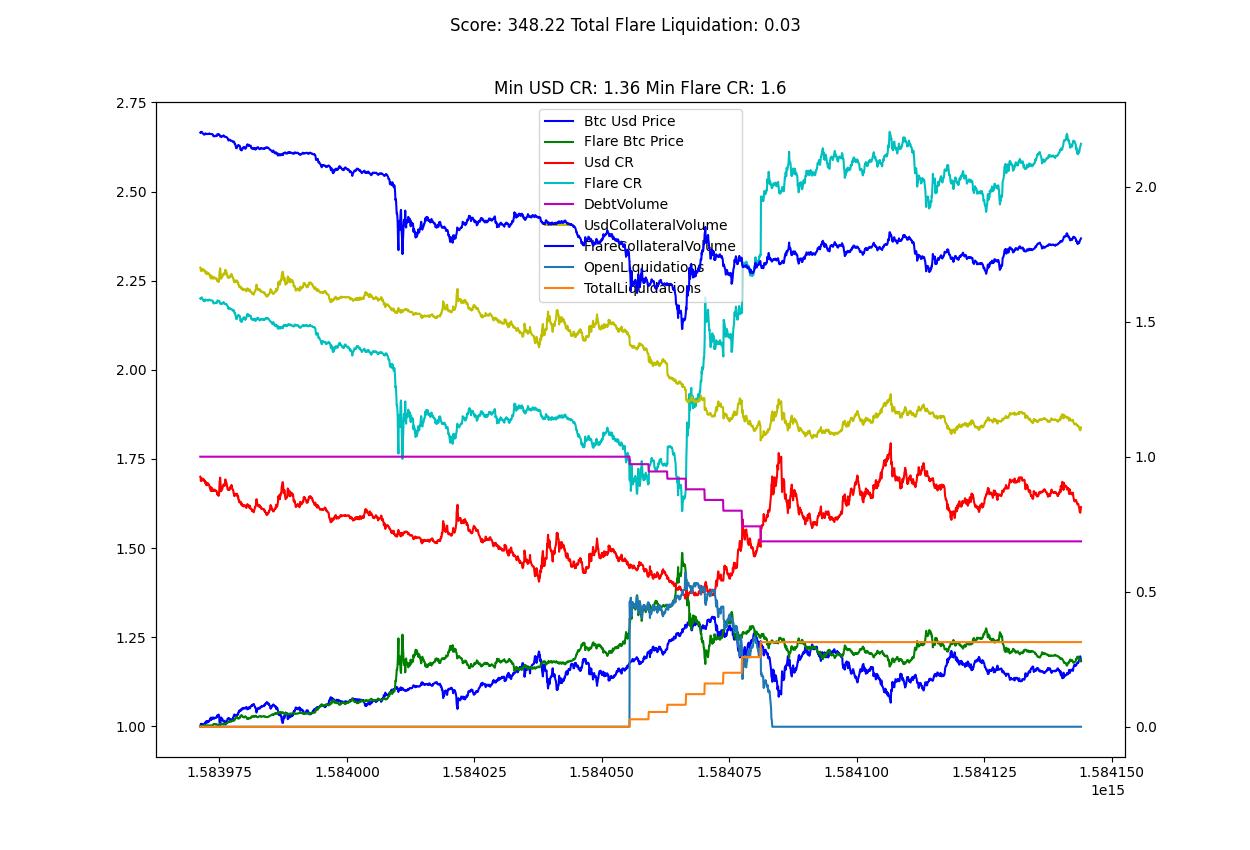 Score: 348.22 Total Flare Liquidation: 0.03
Min USD CR: 1.36 Min Flare CR: 1.6
2.75
2.50
2.25
2.00
1.75
1.50
1.25
1.00
Btc Usd Price
Flare Btc Price
Usd CR
Flare CR
DebtVolume
UsdCollateralVolume
FlareCollateralVolume
OpenLiquidations
TotalLiquidations
2.0
1.5
1.0
0.5
0.0
1.583975 1.584000 1.584025 1.584050 1.584075 1.584100 1.584125 1.584150
1e15